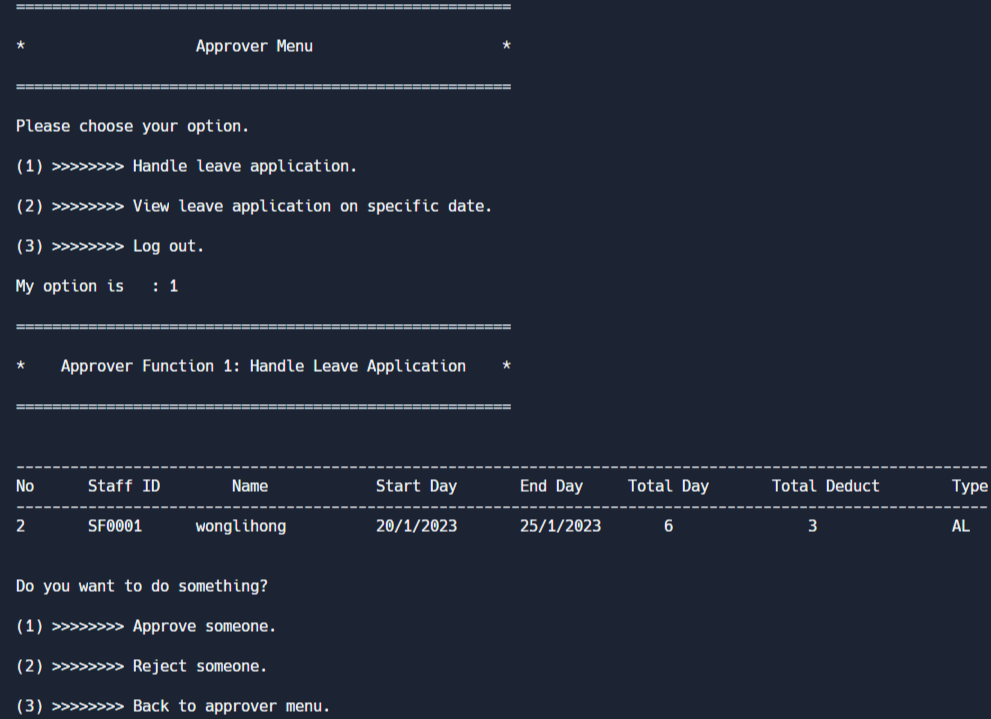 =======================================================
*                   Approver Menu                     *
=======================================================
Please choose your option.
(1) >>>>>>>> Handle leave application.
(2) >>>>>>>> View leave application on specific date.
(3) >>>>>>>> Log out.
My option is   : 1
=======================================================
*    Approver Function 1: Handle Leave Application    *
=======================================================
------------------------------------------------------------------------------------------------------------
No      Staff ID        Name            Start Day       End Day     Total Day       Total Deduct        Type
------------------------------------------------------------------------------------------------------------
2       SF0001      wonglihong          20/1/2023       25/1/2023       6               3               AL
Do you want to do something?
(1) >>>>>>>> Approve someone.
(2) >>>>>>>> Reject someone.
(3) >>>>>>>> Back to approver menu.